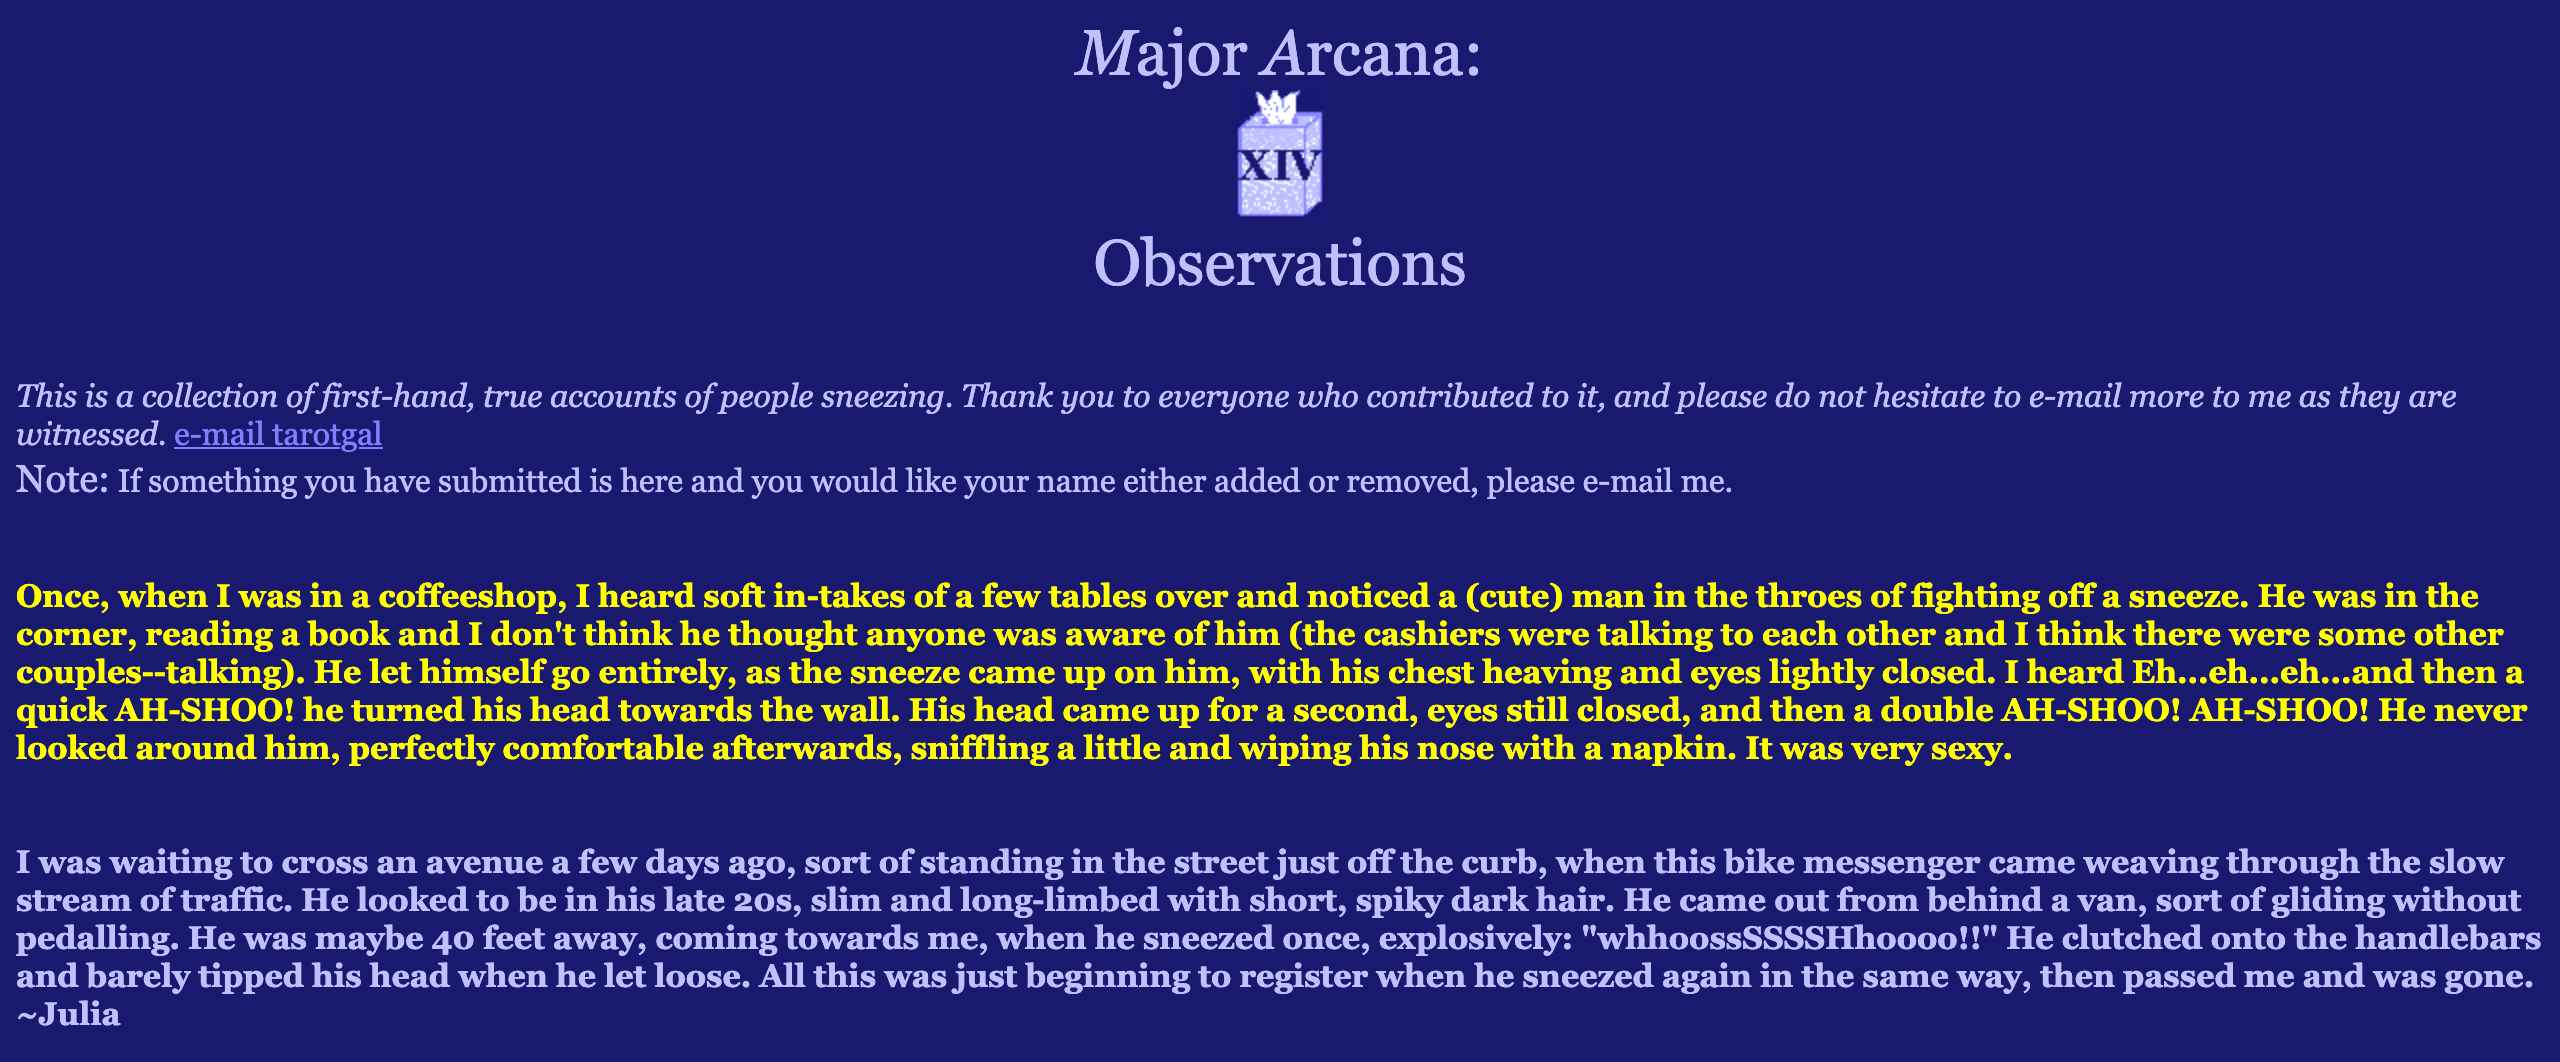 Major Arcana:
XIV
Observations
This is a collection of first-hand, true accounts of people sneezing. Thank you to everyone who contributed to it, and please do not hesitate to e-mail more to me as they are
witnessed. e-mail tarotgal
Note: If something you have submitted is here and you would like your name either added or removed, please e-mail me.
Once, when I was in a coffeeshop, I heard soft in-takes of a few tables over and noticed a (cute) man in the throes of fighting off a sneeze. He was in the
corner, reading a book and I don't think he thought anyone was aware of him (the cashiers were talking to each other and I think there were some other
couples--talking). He let himself go entirely, as the sneeze came up on him, with his chest heaving and eyes lightly closed. I heard Eh...eh...eh...and then a
quick AH-SHOO! he turned his head towards the wall. His head came up for a second, eyes still closed, and then a double AH-SHOO! AH-SHOO! He never
looked around him, perfectly comfortable afterwards, sniffling a little and wiping his nose with a napkin. It was very sexy.
I was waiting to cross an avenue a few days ago, sort of standing in the street just off the curb, when this bike messenger came weaving through the slow
stream of traffic. He looked to be in his late 20s, slim and long-limbed with short, spiky dark hair. He came out from behind a van, sort of gliding without
pedalling. He was maybe 40 feet away, coming towards me, when he sneezed once, explosively: "whhoossSSSSHhoooo!!" He clutched onto the handlebars
and barely tipped his head when he let loose. All this was just beginning to register when he sneezed again in the same way, then passed me and was gone.
~Julia